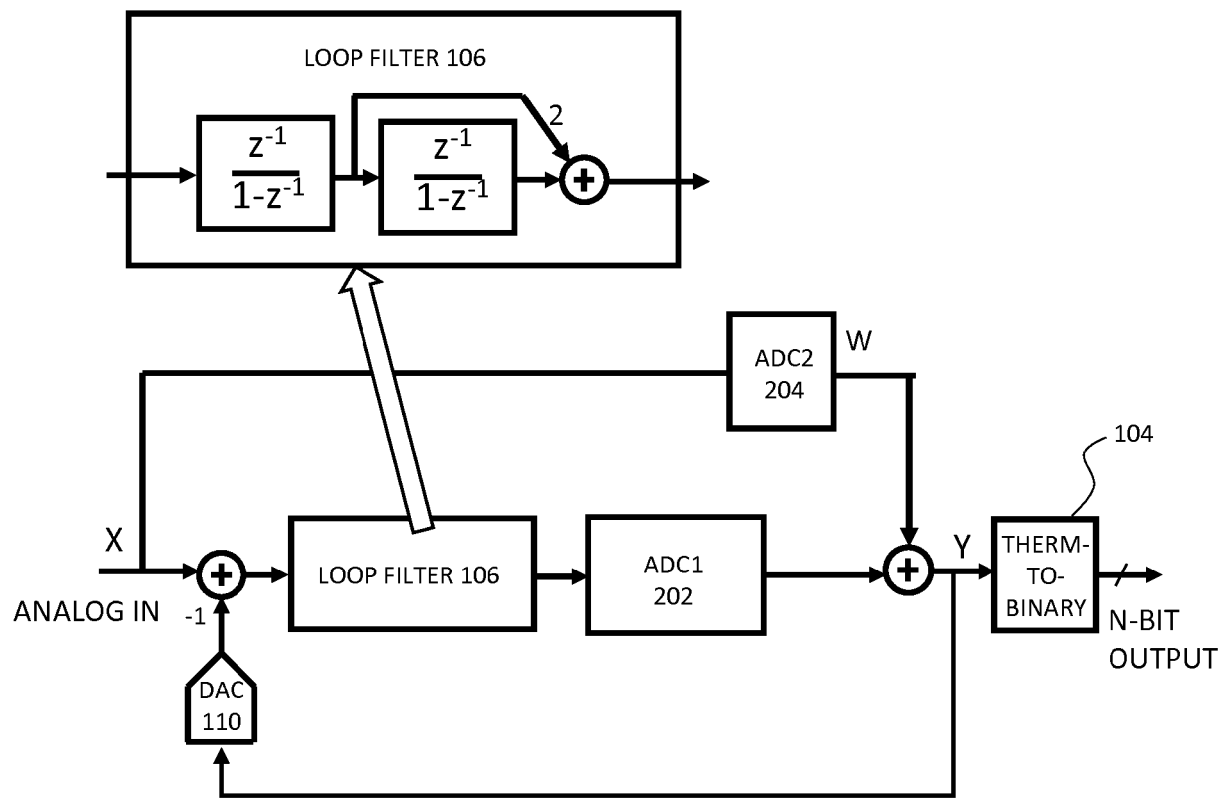 LOOP FILTER 106
2
z-1
1-z-1
z-1
1-z-1
ADC2
204
W
104
X
LOOP FILTER 106
ADC1
202
Y
THERM-
TO-
BINARY
ANALOG IN
-1
N-BIT
OUTPUT
DAC
110